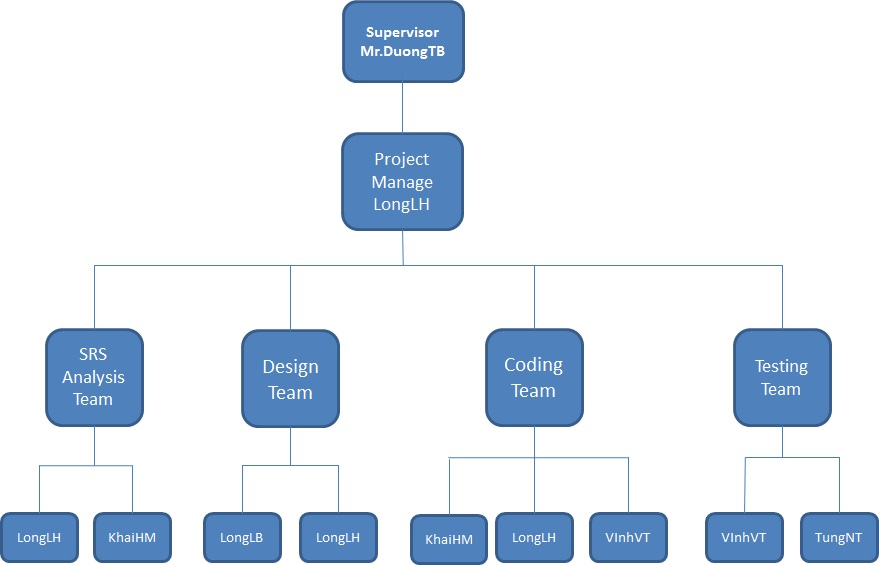 Supervisor
Mr.DuongTB
Project
Manage
LongLH
SRS
Analysis
Team
Design
Team
Coding
Team
Testing
Team
LongLH
KhaiHM
LongLB
LongLH
KhaiHM
LongLH
VInhVT
VInhVT
TungNT